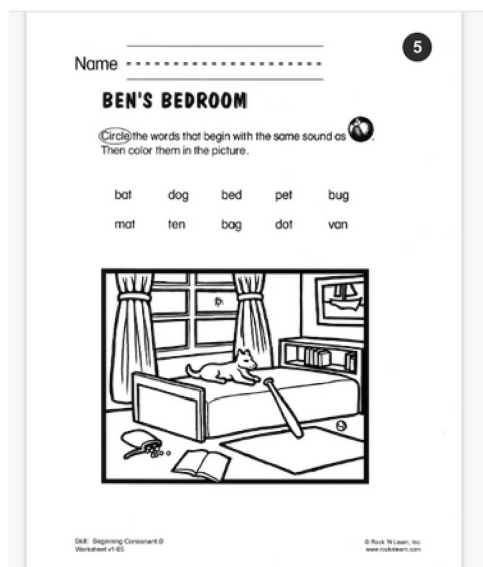 5
Name
BEN'S BEDROOM
Circle the words that begin with the same sound as .
Then color them in the picture.
bat dog bed pet bug
mat ten bag dot van
Skill: Beginning Consonant B
Worksheet v1-65
© Rock 'N Learn, Inc.
www.rocknlearn.com